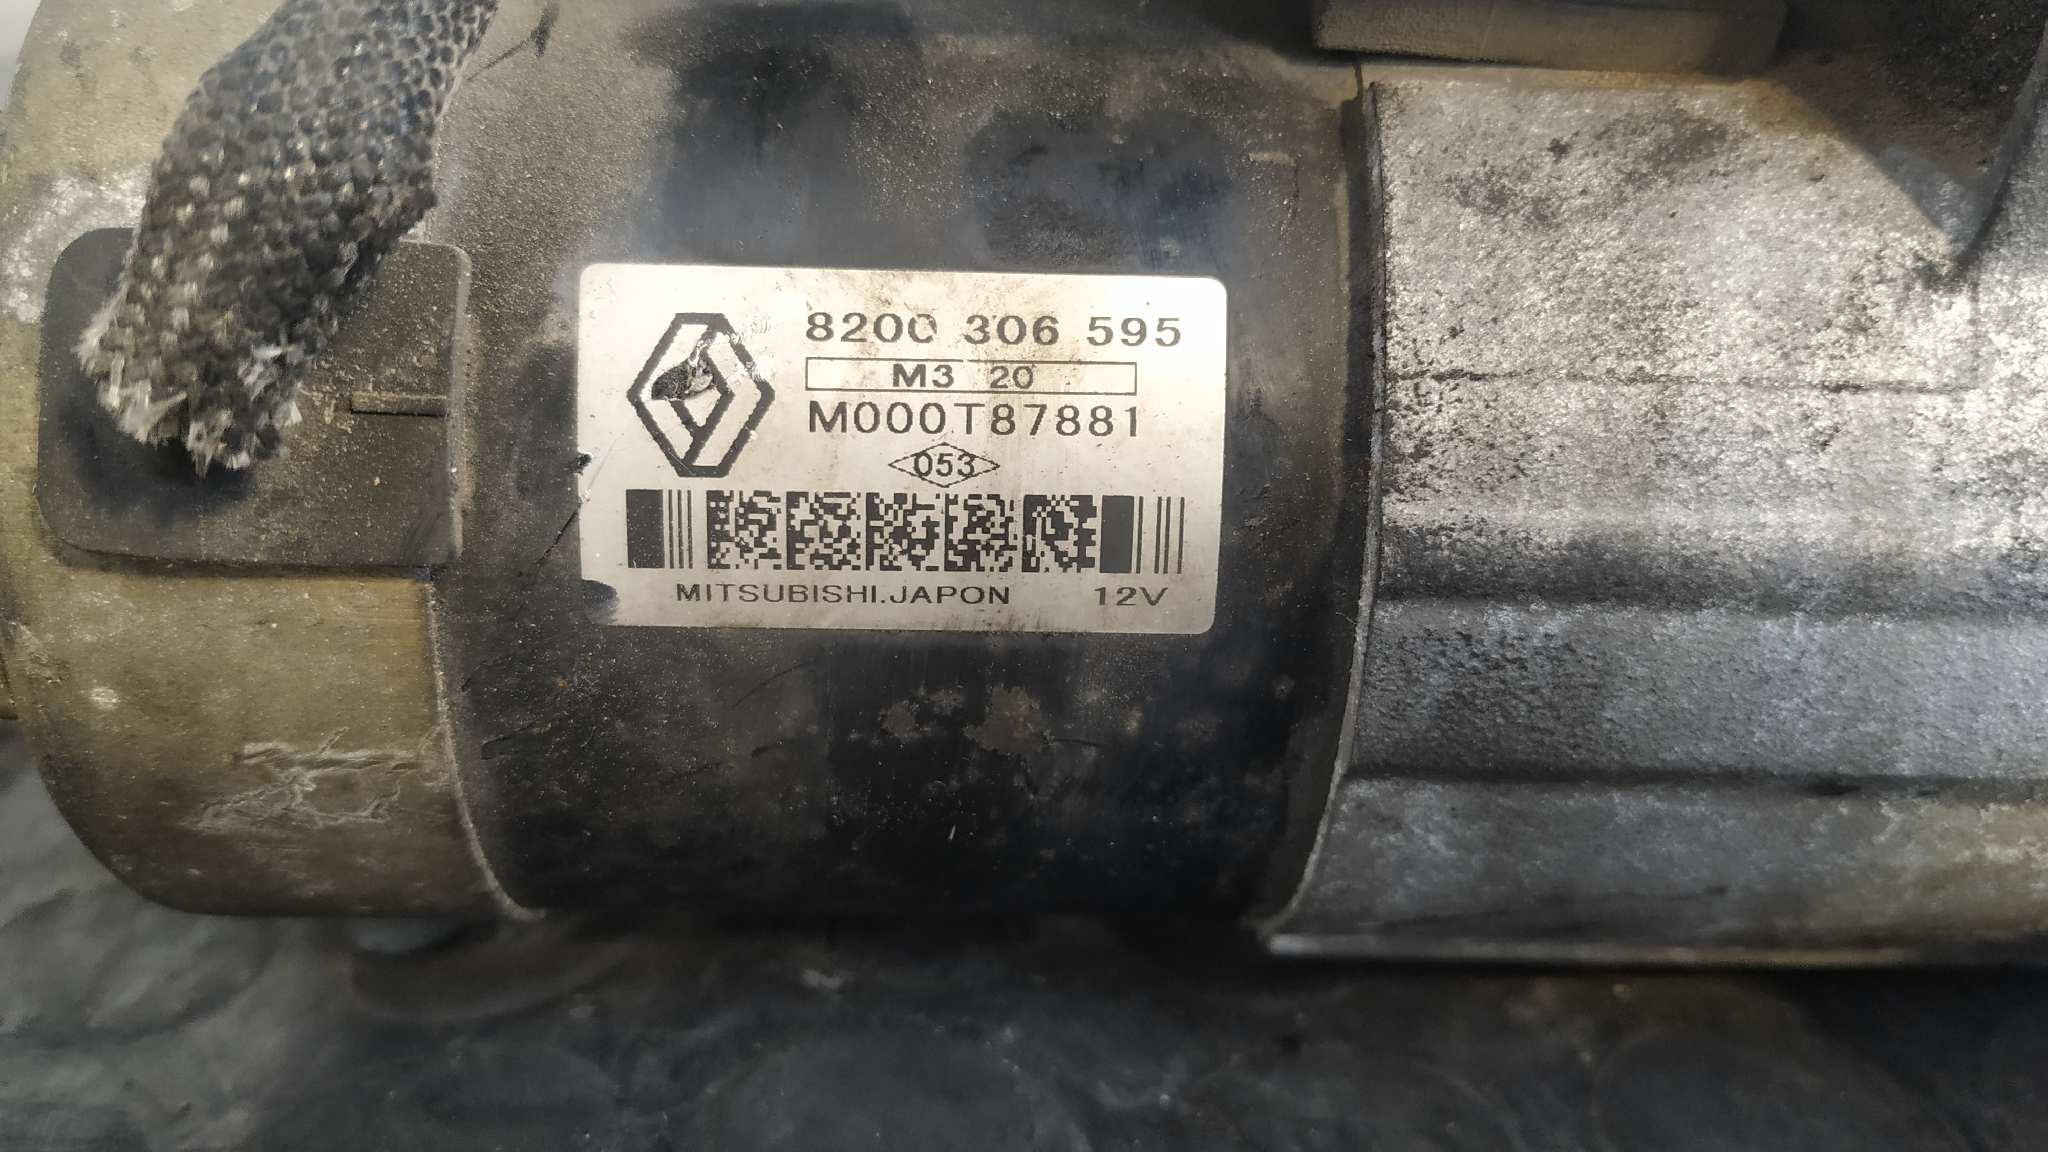 8200 306 595
M3 20
M000T87881
053
MITSUBISHI.JAPON 12V